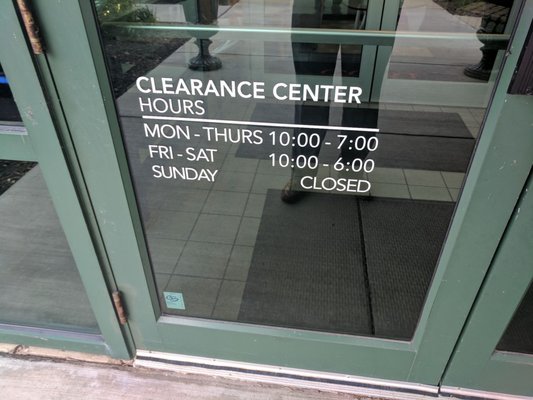 CLEARANCE CENTER
HOURS
MON - THURS 10:00 - 7:00
FRI - SAT 10:00 - 6:00
SUNDAY CLOSED